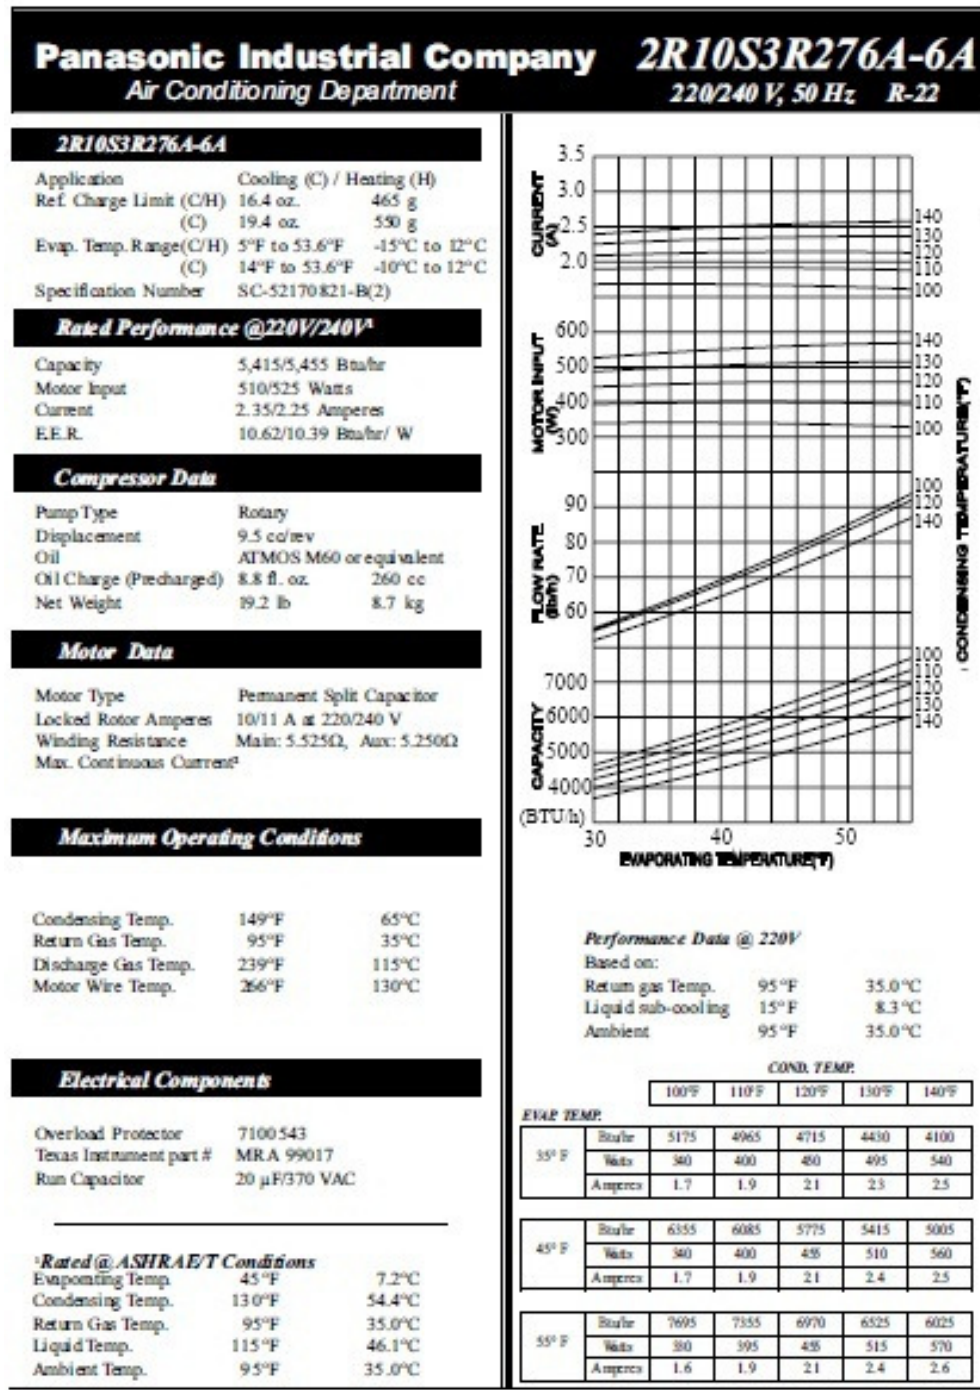 Panasonic Industrial Company
Air Conditioning Department
2R10S3R276A-6A
220/240 V, 50 Hz R-22
2R10S3R276A-6A
Application Cooling (C) / Heating (H)
Ref. Charge Limit (C/H) 16.4 oz. 465 g
(C) 19.4 oz. 550 g
Evap. Temp. Range(C/H) 5°F to 53.6°F -15°C to 12°C
(C) 14°F to 53.6°F -10°C to 12°C
Specification Number SC-52170821-B(2)
Rated Performance @220V/240V¹
Capacity 5,415/5,455 Btu/hr
Motor Input 510/525 Watts
Current 2.35/2.25 Amperes
E.E.R. 10.62/10.39 Btu/hr/ W
Compressor Data
Pump Type Rotary
Displacement 9.5 cc/rev
Oil ATMOS M60 or equivalent
Oil Charge (Precharged) 8.8 fl. oz. 260 cc
Net Weight 19.2 lb 8.7 kg
Motor Data
Motor Type Permanent Split Capacitor
Locked Rotor Amperes 10/11 A at 220/240 V
Winding Resistance Main: 5.525Ω, Aux: 5.250Ω
Max. Continuous Current²
Maximum Operating Conditions
Condensing Temp. 149°F 65°C
Return Gas Temp. 95°F 35°C
Discharge Gas Temp. 239°F 115°C
Motor Wire Temp. 266°F 130°C
Electrical Components
Overload Protector 7100543
Texas Instrument part # MRA 99017
Run Capacitor 20 µF/370 VAC
¹Rated @ ASHRAE/T Conditions
Evaporating Temp. 45°F 7.2°C
Condensing Temp. 130°F 54.4°C
Return Gas Temp. 95°F 35.0°C
Liquid Temp. 115°F 46.1°C
Ambient Temp. 95°F 35.0°C
CURRENT
(A)
3.5
3.0
2.5
2.0
140
130
120
110
100
MOTOR INPUT
(W)
600
500
400
300
140
130
120
110
100
FLOW RATE
(lb/h)
90
80
70
60
100
120
140
CAPACITY
(BTU/h)
7000
6000
5000
4000
100
110
120
130
140
30 40 50
EVAPORATING TEMPERATURE(°F)
CONDENSING TEMPERATURE(°F)
Performance Data @ 220V
Based on:
Return gas Temp. 95°F 35.0°C
Liquid sub-cooling 15°F 8.3°C
Ambient 95°F 35.0°C
COND. TEMP.
100°F 110°F 120°F 130°F 140°F
EVAP. TEMP.
35° F
Btu/hr 5175 4965 4715 4430 4100
Watts 340 400 450 495 540
Amperes 1.7 1.9 2.1 2.3 2.5
45° F
Btu/hr 6355 6085 5775 5415 5005
Watts 340 400 455 510 560
Amperes 1.7 1.9 2.1 2.4 2.5
55° F
Btu/hr 7695 7355 6970 6525 6025
Watts 330 395 455 515 570
Amperes 1.6 1.9 2.1 2.4 2.6